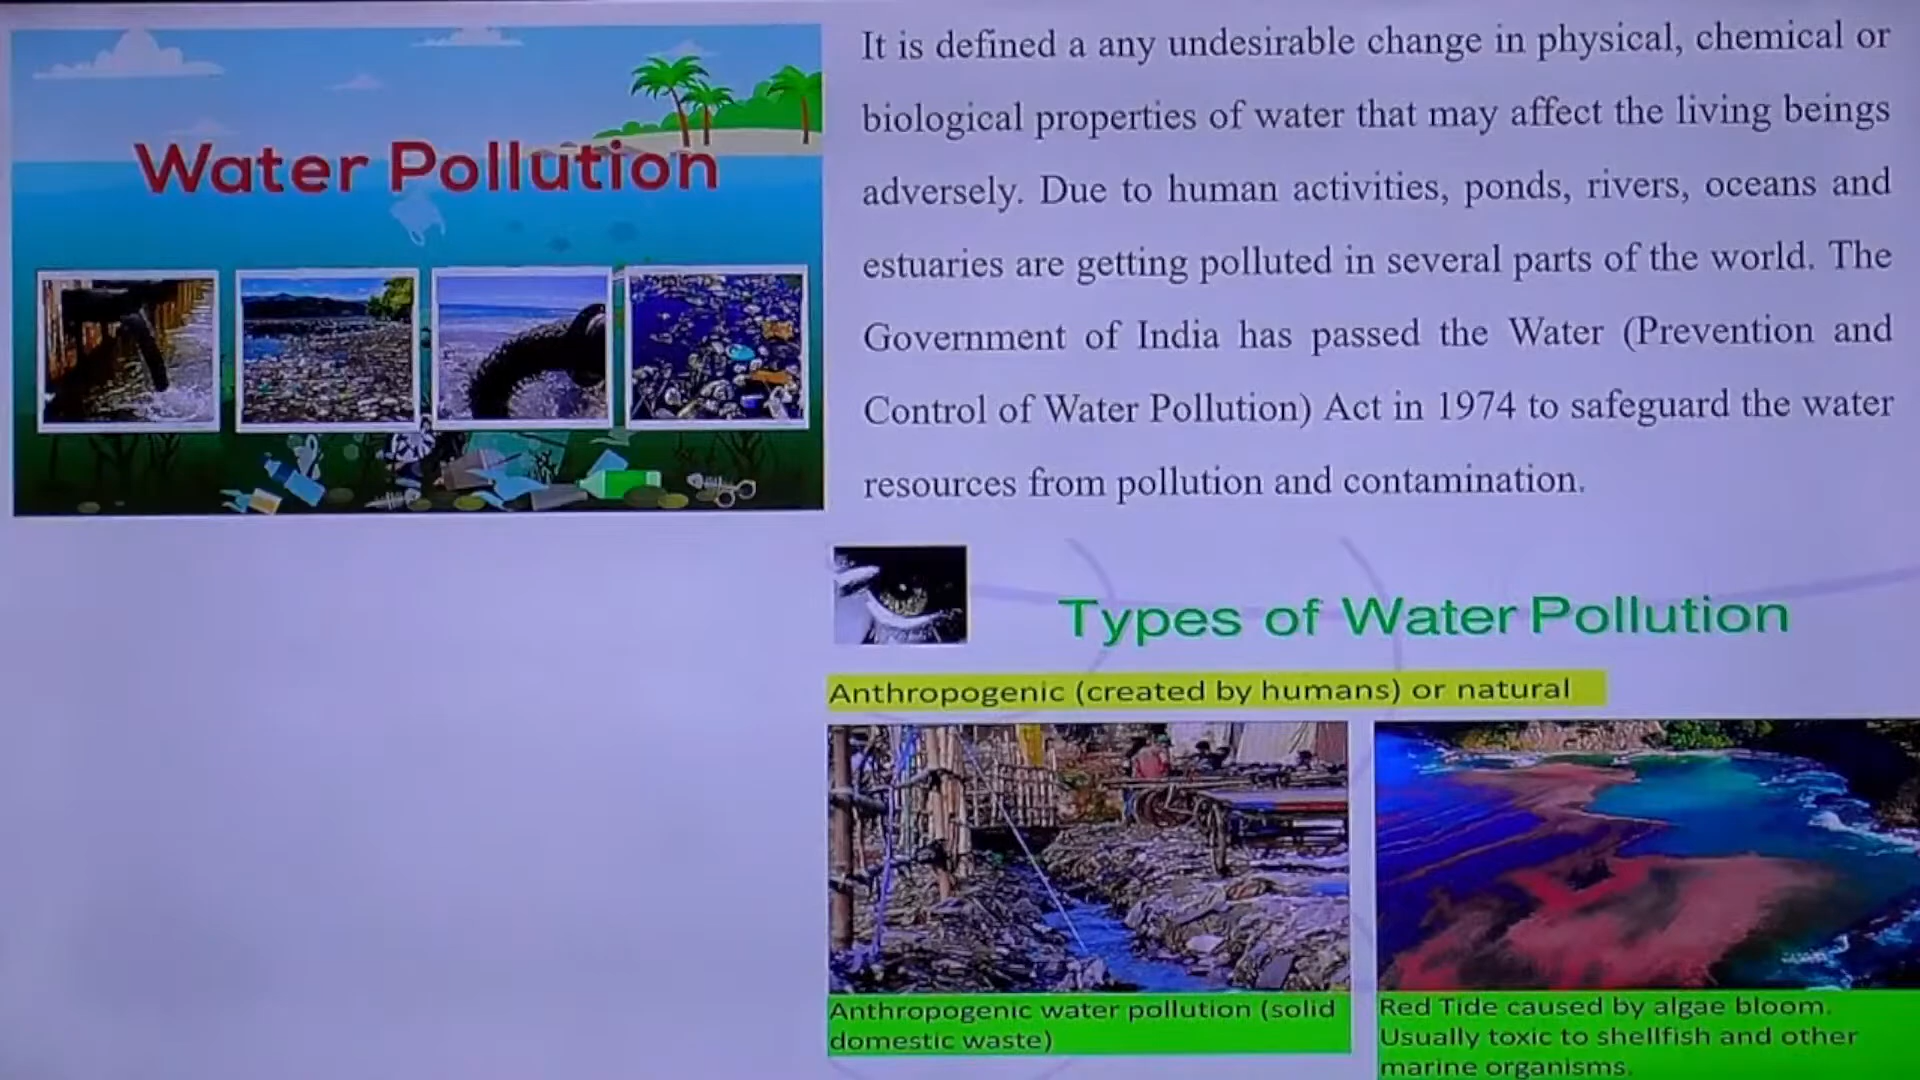 Water Pollution
It is defined a any undesirable change in physical, chemical or
biological properties of water that may affect the living beings
adversely. Due to human activities, ponds, rivers, oceans and
estuaries are getting polluted in several parts of the world. The
Government of India has passed the Water (Prevention and
Control of Water Pollution) Act in 1974 to safeguard the water
resources from pollution and contamination.
Types of Water Pollution
Anthropogenic (created by humans) or natural
Anthropogenic water pollution (solid
domestic waste)
Red Tide caused by algae bloom.
Usually toxic to shellfish and other
marine organisms.